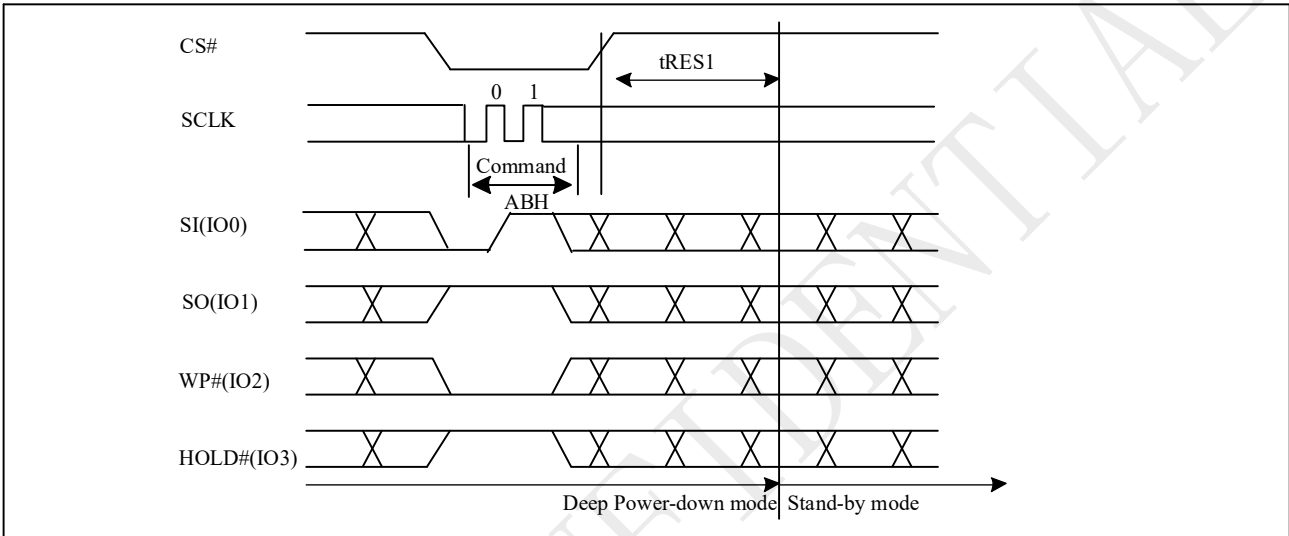 CS#
tRES1
0 1
SCLK
Command
ABH
SI(IO0)
SO(IO1)
WP#(IO2)
HOLD#(IO3)
Deep Power-down mode Stand-by mode